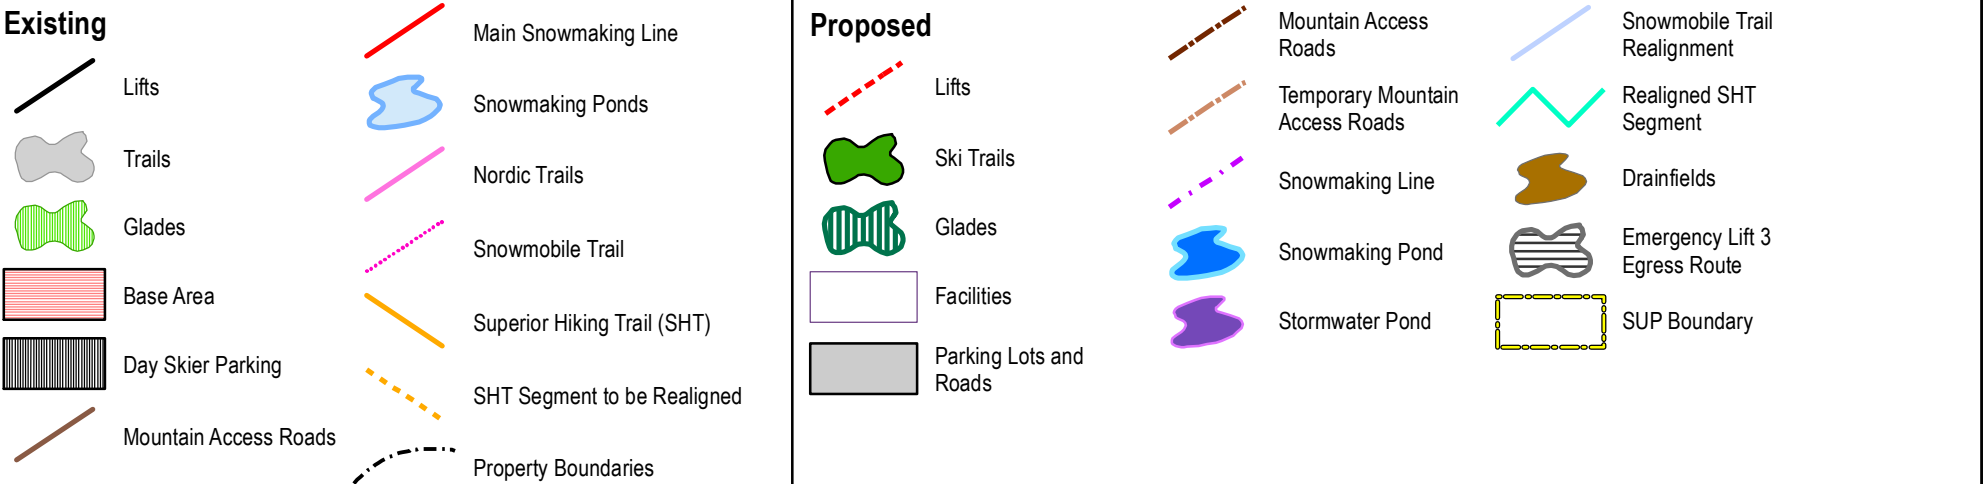 Existing
Lifts
Trails
Glades
Base Area
Day Skier Parking
Mountain Access Roads
Main Snowmaking Line
Snowmaking Ponds
Nordic Trails
Snowmobile Trail
Superior Hiking Trail (SHT)
SHT Segment to be Realigned
Property Boundaries
Proposed
Lifts
Ski Trails
Glades
Facilities
Parking Lots and
Roads
Mountain Access
Roads
Temporary Mountain
Access Roads
Snowmaking Line
Snowmaking Pond
Stormwater Pond
Snowmobile Trail
Realignment
Realigned SHT
Segment
Drainfields
Emergency Lift 3
Egress Route
SUP Boundary